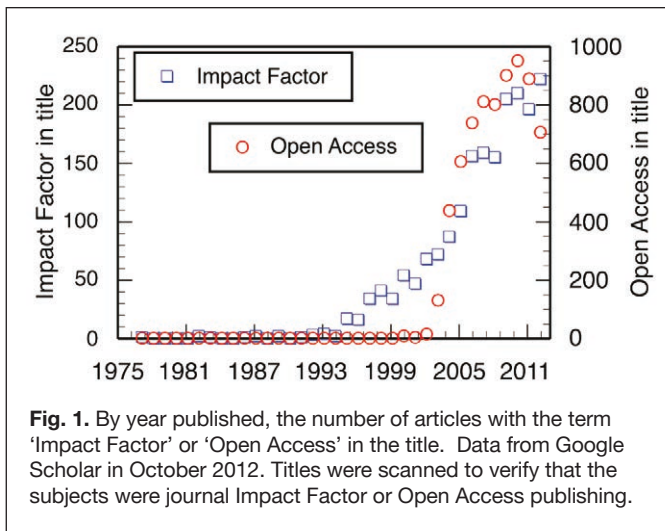 250
200
150
100
50
0
Impact Factor in title
Impact Factor
Open Access
1000
800
600
400
200
0
Open Access in title
1975 1981 1987 1993 1999 2005 2011
Fig. 1. By year published, the number of articles with the term
‘Impact Factor’ or ‘Open Access’ in the title. Data from Google
Scholar in October 2012. Titles were scanned to verify that the
subjects were journal Impact Factor or Open Access publishing.